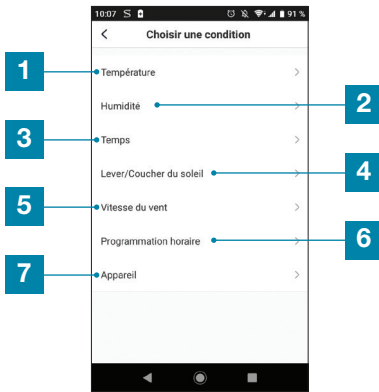 10:07 S 91 %
Choisir une condition
1 Température
Humidité 2
3 Temps
Lever/Coucher du soleil 4
5 Vitesse du vent
Programmation horaire 6
7 Appareil